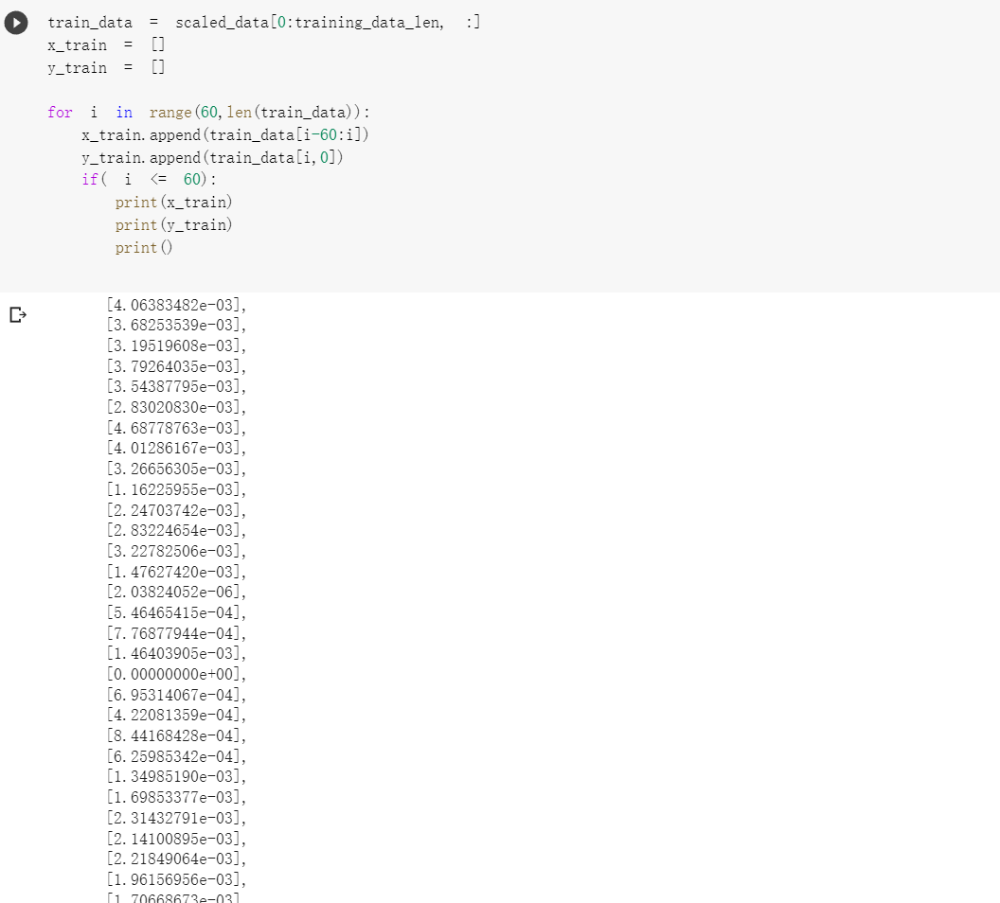 train_data = scaled_data[0:training_data_len, :]
x_train = []
y_train = []
for i in range(60,len(train_data)):
x_train.append(train_data[i-60:i])
y_train.append(train_data[i,0])
if( i <= 60):
print(x_train)
print(y_train)
print()
[4.06383482e-03],
[3.68253539e-03],
[3.19519608e-03],
[3.79264035e-03],
[3.54387795e-03],
[2.83020830e-03],
[4.68778763e-03],
[4.01286167e-03],
[3.26656305e-03],
[1.16225955e-03],
[2.24703742e-03],
[2.83224654e-03],
[3.22782506e-03],
[1.47627420e-03],
[2.03824052e-06],
[5.46465415e-04],
[7.76877944e-04],
[1.46403905e-03],
[0.00000000e+00],
[6.95314067e-04],
[4.22081359e-04],
[8.44168428e-04],
[6.25985342e-04],
[1.34985190e-03],
[1.69853377e-03],
[2.31432791e-03],
[2.14100895e-03],
[2.21849064e-03],
[1.96156956e-03],
[1.70668673e-03]